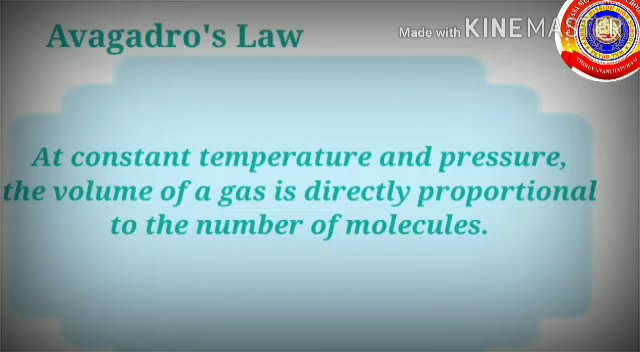 Avagadro's Law
Made with KINEMASTER
At constant temperature and pressure,
the volume of a gas is directly proportional
to the number of molecules.